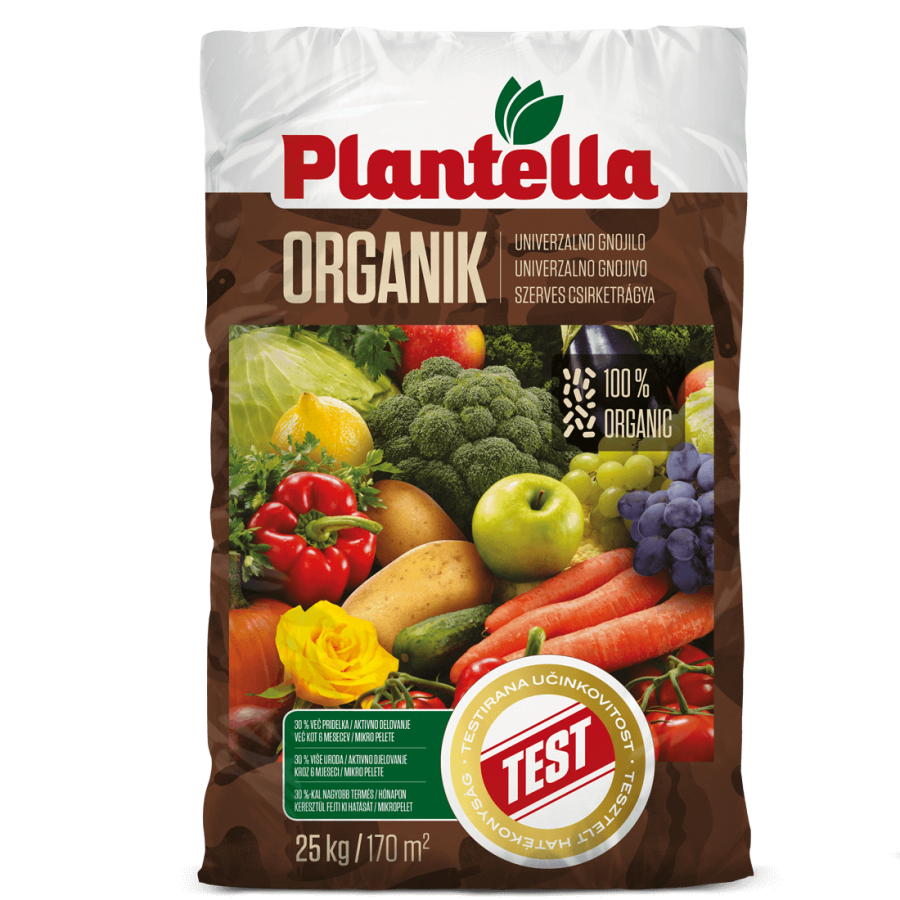 Plantella
ORGANIK
UNIVERZALNO GNOJILO
UNIVERZALNO GNOJIVO
SZERVES CSIRKETRÁGYA
100 %
ORGANIC
30 % VEČ PRIDELKA / AKTIVNO DELOVANJE
VEČ KOT 6 MESECEV / MIKRO PELETE
30 % VIŠE URODA / AKTIVNO DJELOVANJE
KROZ 6 MJESECI / MIKRO PELETE
30 %-KAL NAGYOBB TERMÉS / HÓNAPON
KERESZTÜL FEJTI KI HATÁSÁT / MIKROPELET
TESTIRANA UČINKOVITOST
TEST
TESZTELT HATÉKONYSÁG
25 kg / 170 m²